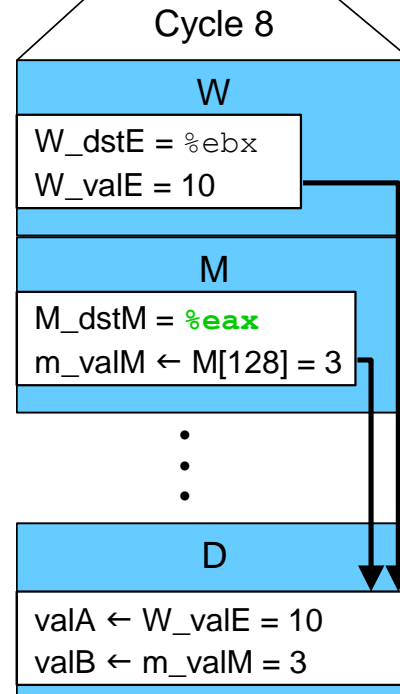 Cycle 8
W
W_dstE = %ebx
W_valE = 10
M
M_dstM = %eax
m_valM ← M[128] = 3
•
•
•
D
valA ← W_valE = 10
valB ← m_valM = 3